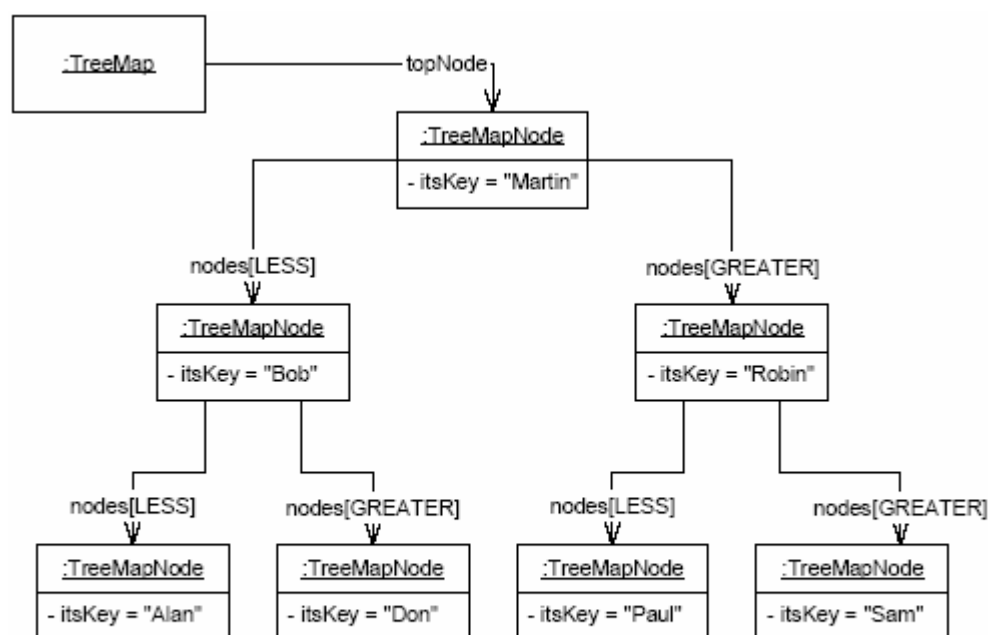 :TreeMap
topNode
:TreeMapNode
- itsKey = "Martin"
nodes[LESS]
nodes[GREATER]
:TreeMapNode
- itsKey = "Bob"
:TreeMapNode
- itsKey = "Robin"
nodes[LESS]
nodes[GREATER]
nodes[LESS]
nodes[GREATER]
:TreeMapNode
- itsKey = "Alan"
:TreeMapNode
- itsKey = "Don"
:TreeMapNode
- itsKey = "Paul"
:TreeMapNode
- itsKey = "Sam"